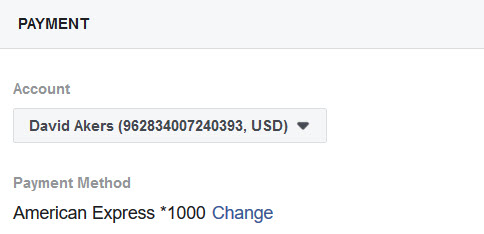 PAYMENT
Account
David Akers (962834007240393, USD)
Payment Method
American Express *1000 Change